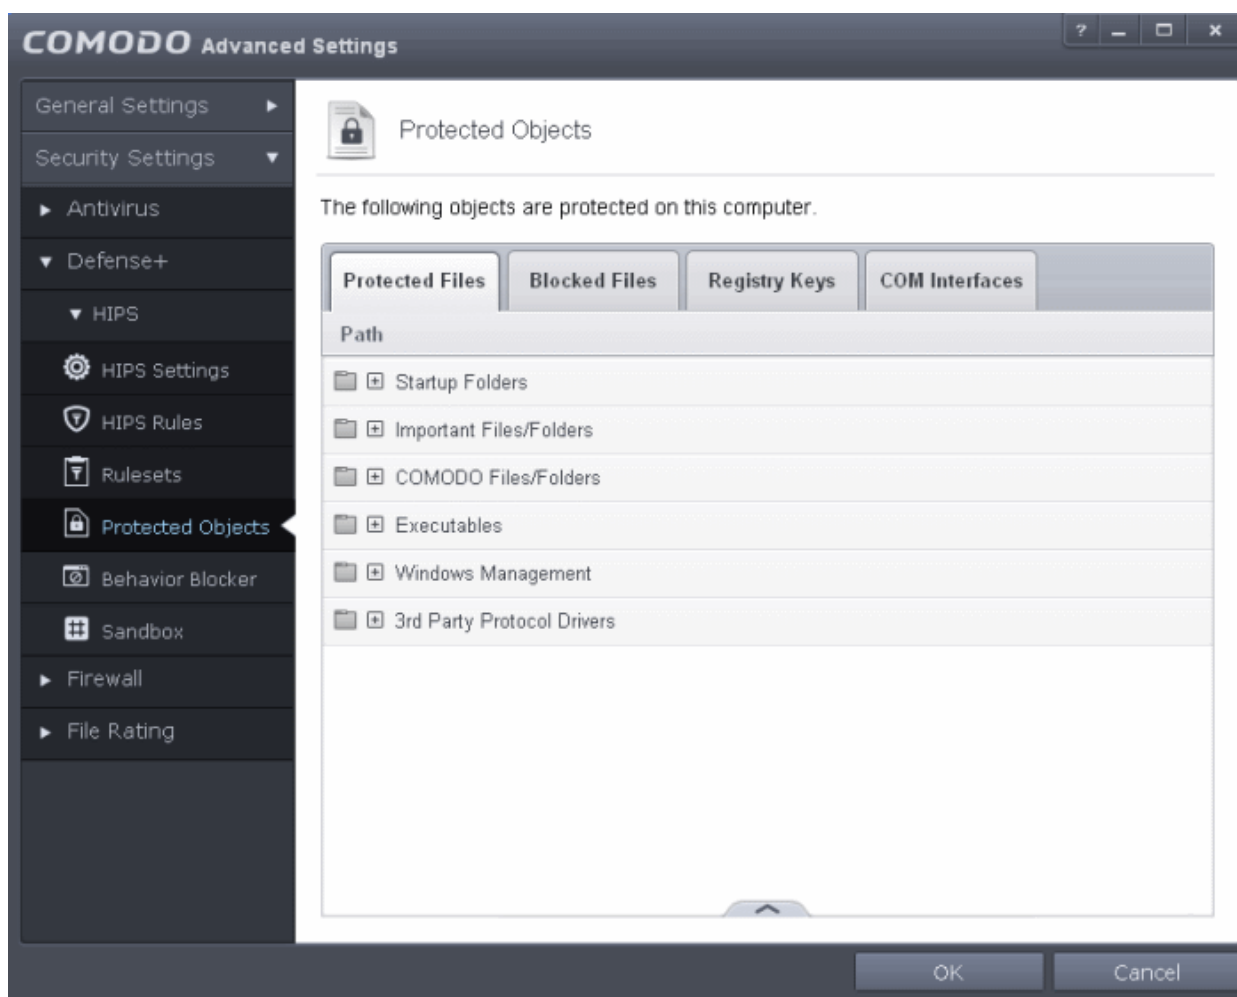 COMODO Advanced Settings
?
General Settings
Security Settings
Antivirus
Defense+
HIPS
HIPS Settings
HIPS Rules
Rulesets
Protected Objects
Behavior Blocker
Sandbox
Firewall
File Rating
Protected Objects
The following objects are protected on this computer.
Protected Files Blocked Files Registry Keys COM Interfaces
Path
Startup Folders
Important Files/Folders
COMODO Files/Folders
Executables
Windows Management
3rd Party Protocol Drivers
OK Cancel